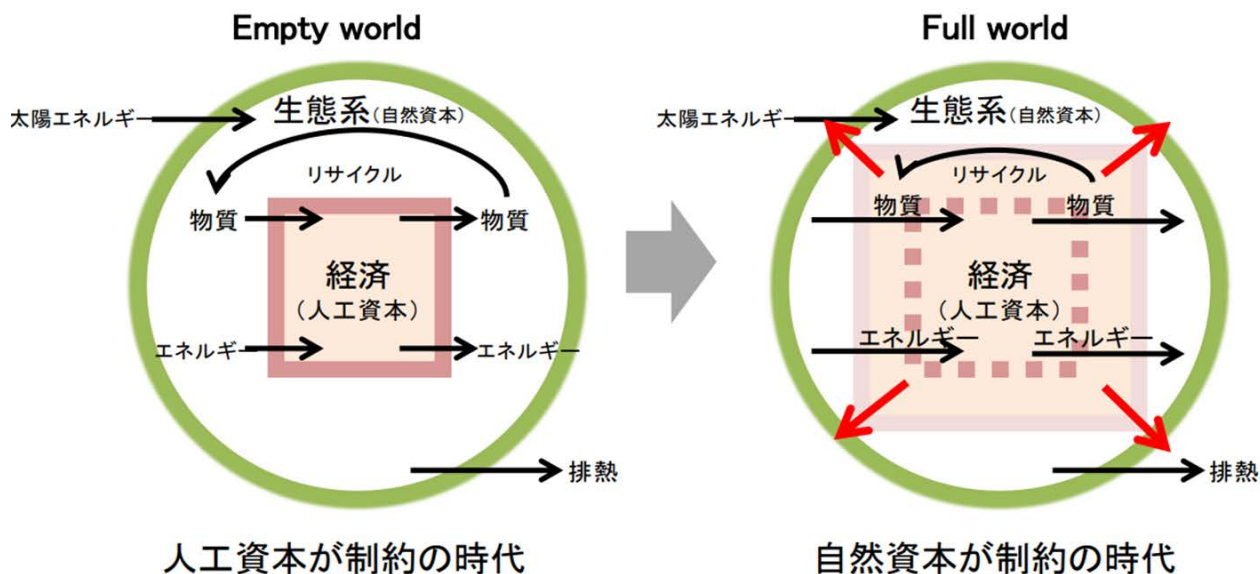 Empty world
太陽エネルギー
生態系(自然資本)
リサイクル
物質
物質
経済
(人工資本)
エネルギー
エネルギー
排熱
人工資本が制約の時代
Full world
太陽エネルギー
生態系(自然資本)
リサイクル
物質
物質
経済
(人工資本)
エネルギー
エネルギー
排熱
自然資本が制約の時代